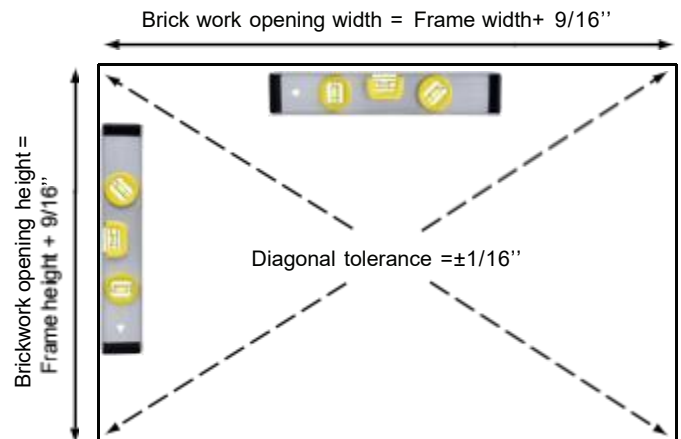 Brick work opening width = Frame width+ 9/16’’
Brickwork opening height =
Frame height + 9/16’’
Diagonal tolerance =±1/16’’